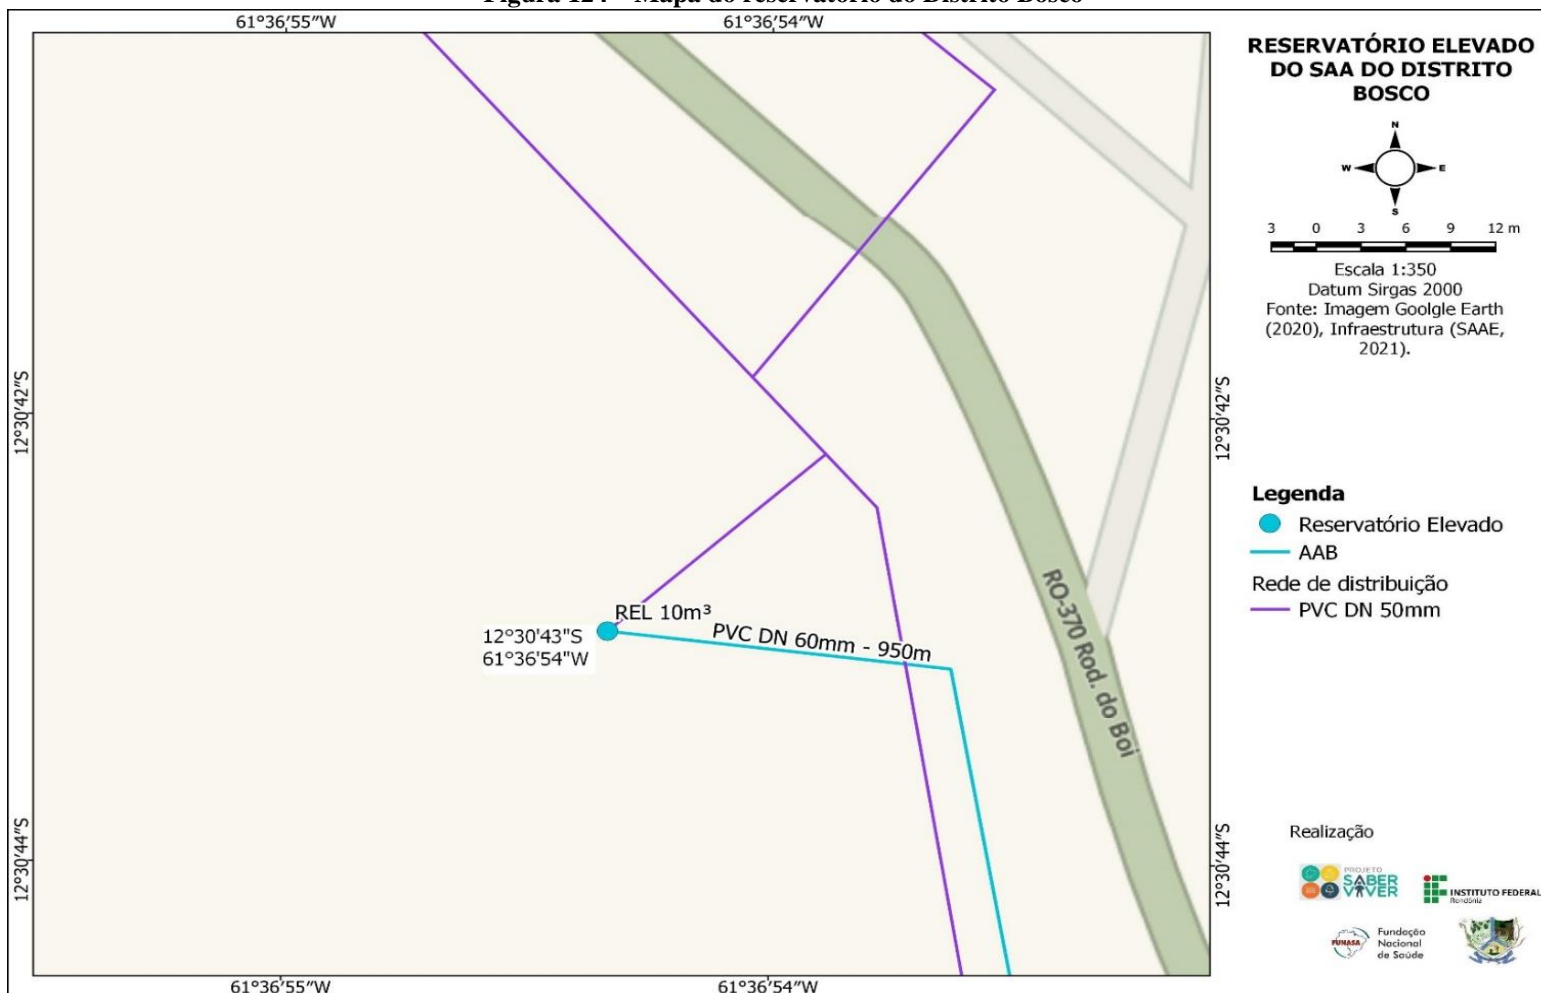 Figura 124 – Mapa do reservatório do Distrito Bosco
61°36'55"W
61°36'54"W
RESERVATÓRIO ELEVADO
DO SAA DO DISTRITO
BOSCO
N
W
E
S
3 0 3 6 9 12 m
Escala 1:350
Datum Sirgas 2000
Fonte: Imagem Goolgle Earth
(2020), Infraestrutura (SAAE,
2021).
12°30'42"S
12°30'42"S
Legenda
Reservatório Elevado
AAB
Rede de distribuição
PVC DN 50mm
REL 10m³
12°30'43"S
61°36'54"W
PVC DN 60mm - 950m
RO-370 Rod. do Boi
12°30'44"S
12°30'44"S
Realização
PROJETO
SABER
VIVER
INSTITUTO FEDERAL
Rondônia
FUNASA
Fundação
Nacional
de Saúde
61°36'55"W
61°36'54"W